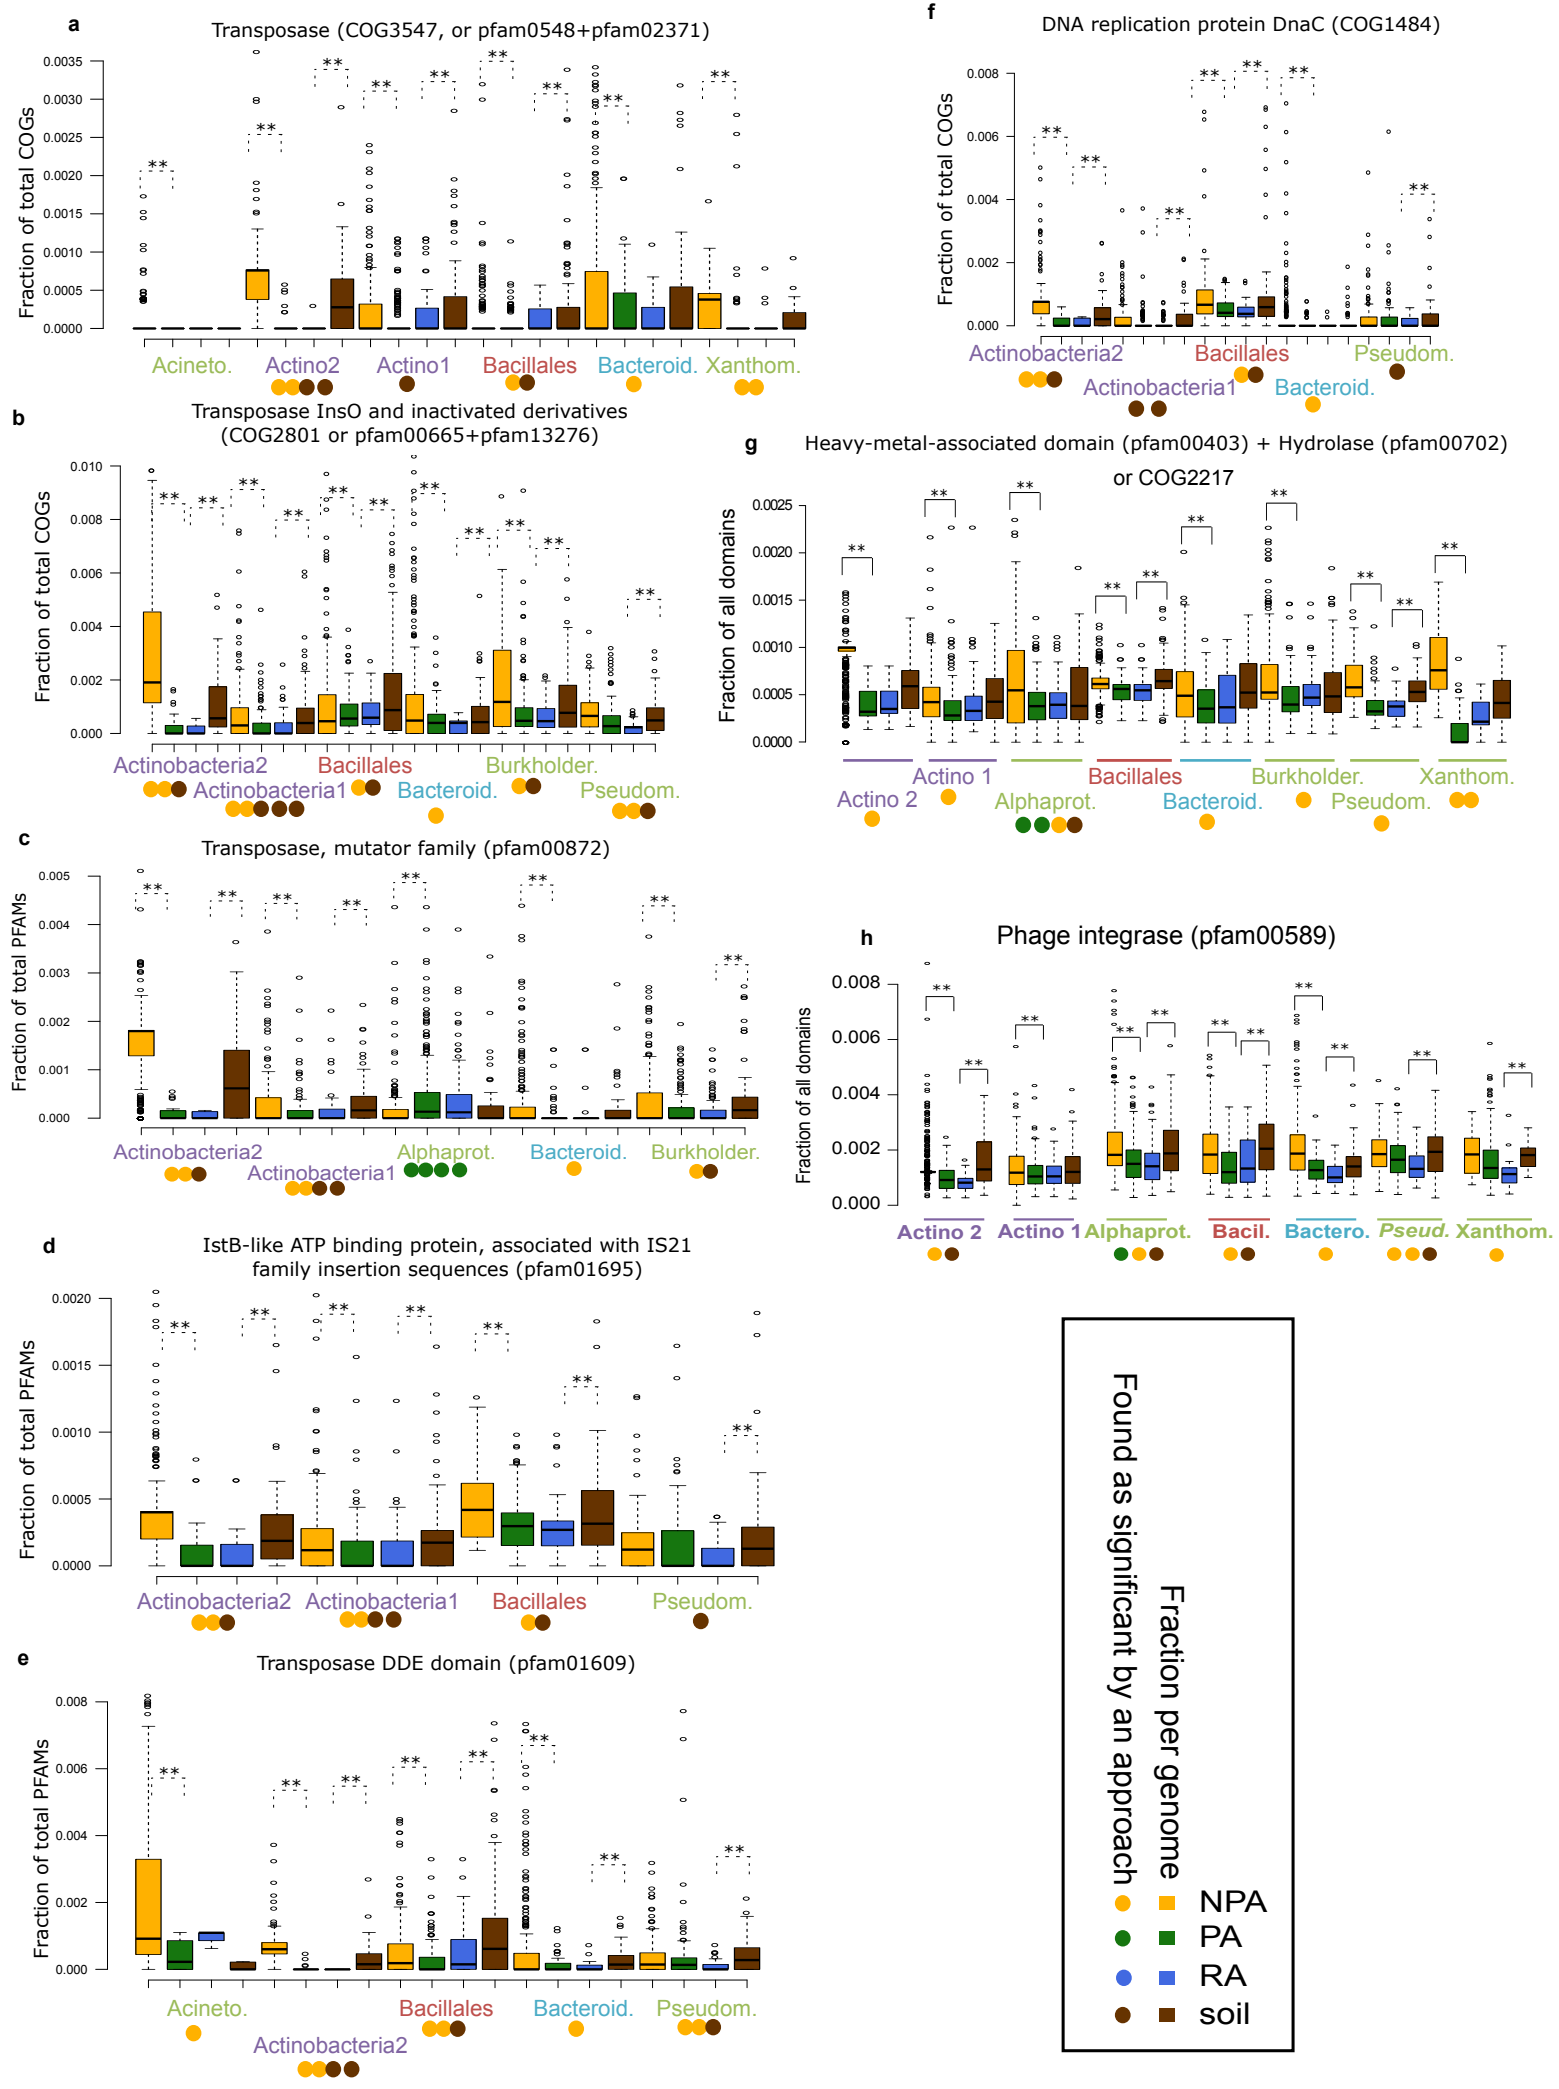 a
Transposase (COG3547, or pfam0548+pfam02371)
Fraction of total COGs
0.0035
0.0030
0.0025
0.0020
0.0015
0.0010
0.0005
0.0000
** ** ** ** ** ** ** ** **
Acineto. Actino2 Actino1 Bacillales Bacteroid. Xanthom.
b
Transposase InsO and inactivated derivatives
(COG2801 or pfam00665+pfam13276)
Fraction of total COGs
0.010
0.008
0.006
0.004
0.002
0.000
** ** ** ** ** ** ** ** ** ** **
Actinobacteria2 Bacillales Burkholder.
Actinobacteria1 Bacteroid. Pseudom.
c
Transposase, mutator family (pfam00872)
Fraction of total PFAMs
0.005
0.004
0.003
0.002
0.001
0.000
** ** ** ** ** ** ** **
Actinobacteria2 Alphaprot. Bacteroid. Burkholder.
Actinobacteria1
d
IstB-like ATP binding protein, associated with IS21
family insertion sequences (pfam01695)
Fraction of total PFAMs
0.0020
0.0015
0.0010
0.0005
0.0000
** ** ** ** ** ** **
Actinobacteria2 Actinobacteria1 Bacillales Pseudom.
e
Transposase DDE domain (pfam01609)
Fraction of total PFAMs
0.008
0.006
0.004
0.002
0.000
** ** ** ** ** ** ** **
Acineto. Bacillales Bacteroid. Pseudom.
Actinobacteria2
f
DNA replication protein DnaC (COG1484)
Fraction of total COGs
0.008
0.006
0.004
0.002
0.000
** ** ** ** ** ** **
Actinobacteria2 Bacillales Pseudom.
Actinobacteria1 Bacteroid.
g
Heavy-metal-associated domain (pfam00403) + Hydrolase (pfam00702)
or COG2217
Fraction of all domains
0.0025
0.0020
0.0015
0.0010
0.0005
0.0000
** ** ** ** ** ** ** ** ** **
Actino 1 Bacillales Burkholder. Xanthom.
Actino 2 Alphaprot. Bacteroid. Pseudom.
h
Phage integrase (pfam00589)
Fraction of all domains
0.008
0.006
0.004
0.002
0.000
** ** ** ** ** ** ** ** ** ** **
Actino 2 Actino 1 Alphaprot. Bacil. Bactero. Pseud. Xanthom.
Found as significant by an approach
Fraction per genome
NPA
PA
RA
soil